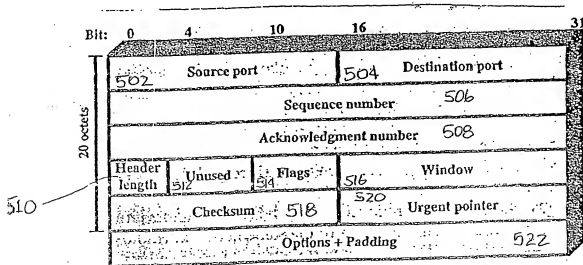 Bit: 0 4 10 16 31
502 Source port 504 Destination port
Sequence number 506
Acknowledgment number 508
20 octets
510 Header length 512 Unused 514 Flags 516 Window
Checksum 518 520 Urgent pointer
Options + Padding 522